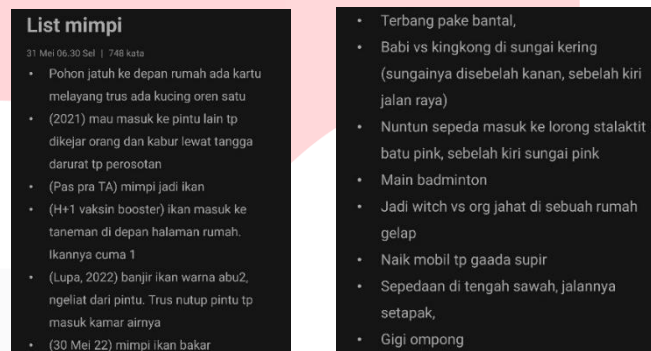 List mimpi
31 Mei 06.30 Sel | 748 kata
• Pohon jatuh ke depan rumah ada kartu
melayang trus ada kucing oren satu
• (2021) mau masuk ke pintu lain tp
dikejar orang dan kabur lewat tangga
darurat tp perosotan
• (Pas pra TA) mimpi jadi ikan
• (H+1 vaksin booster) ikan masuk ke
taneman di depan halaman rumah.
Ikannya cuma 1
• (Lupa, 2022) banjir ikan warna abu2,
ngeliat dari pintu. Trus nutup pintu tp
masuk kamar airnya
• (30 Mei 22) mimpi ikan bakar
• Terbang pake bantal,
• Babi vs kingkong di sungai kering
(sungainya disebelah kanan, sebelah kiri
jalan raya)
• Nuntun sepeda masuk ke lorong stalaktit
batu pink, sebelah kiri sungai pink
• Main badminton
• Jadi witch vs org jahat di sebuah rumah
gelap
• Naik mobil tp gaada supir
• Sepedaan di tengah sawah, jalannya
setapak,
• Gigi ompong